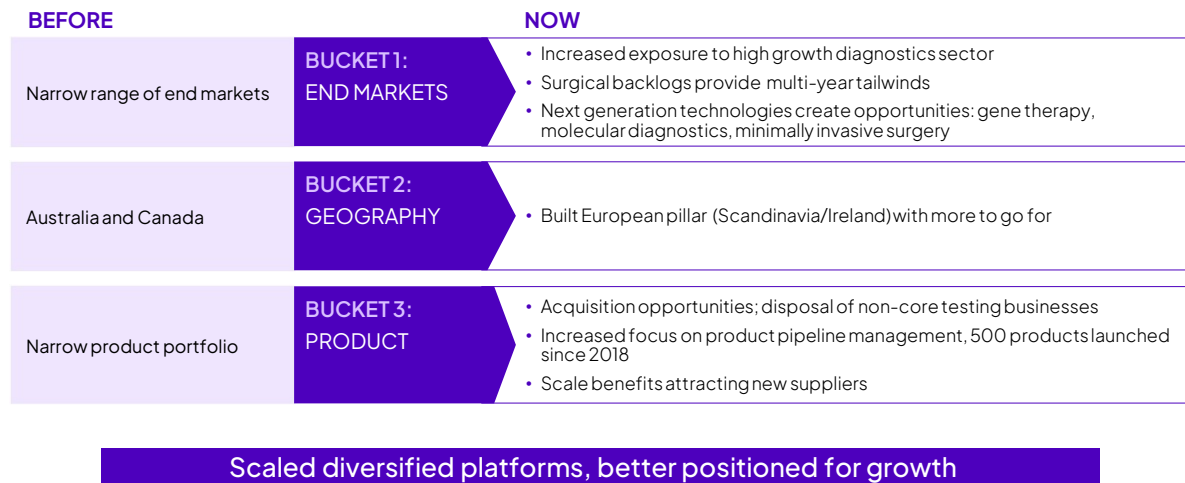 BEFORE
NOW
Narrow range of end markets
BUCKET 1:
END MARKETS
• Increased exposure to high growth diagnostics sector
• Surgical backlogs provide multi-year tailwinds
• Next generation technologies create opportunities: gene therapy,
molecular diagnostics, minimally invasive surgery
Australia and Canada
BUCKET 2:
GEOGRAPHY
• Built European pillar (Scandinavia/Ireland) with more to go for
Narrow product portfolio
BUCKET 3:
PRODUCT
• Acquisition opportunities; disposal of non-core testing businesses
• Increased focus on product pipeline management, 500 products launched
since 2018
• Scale benefits attracting new suppliers
Scaled diversified platforms, better positioned for growth